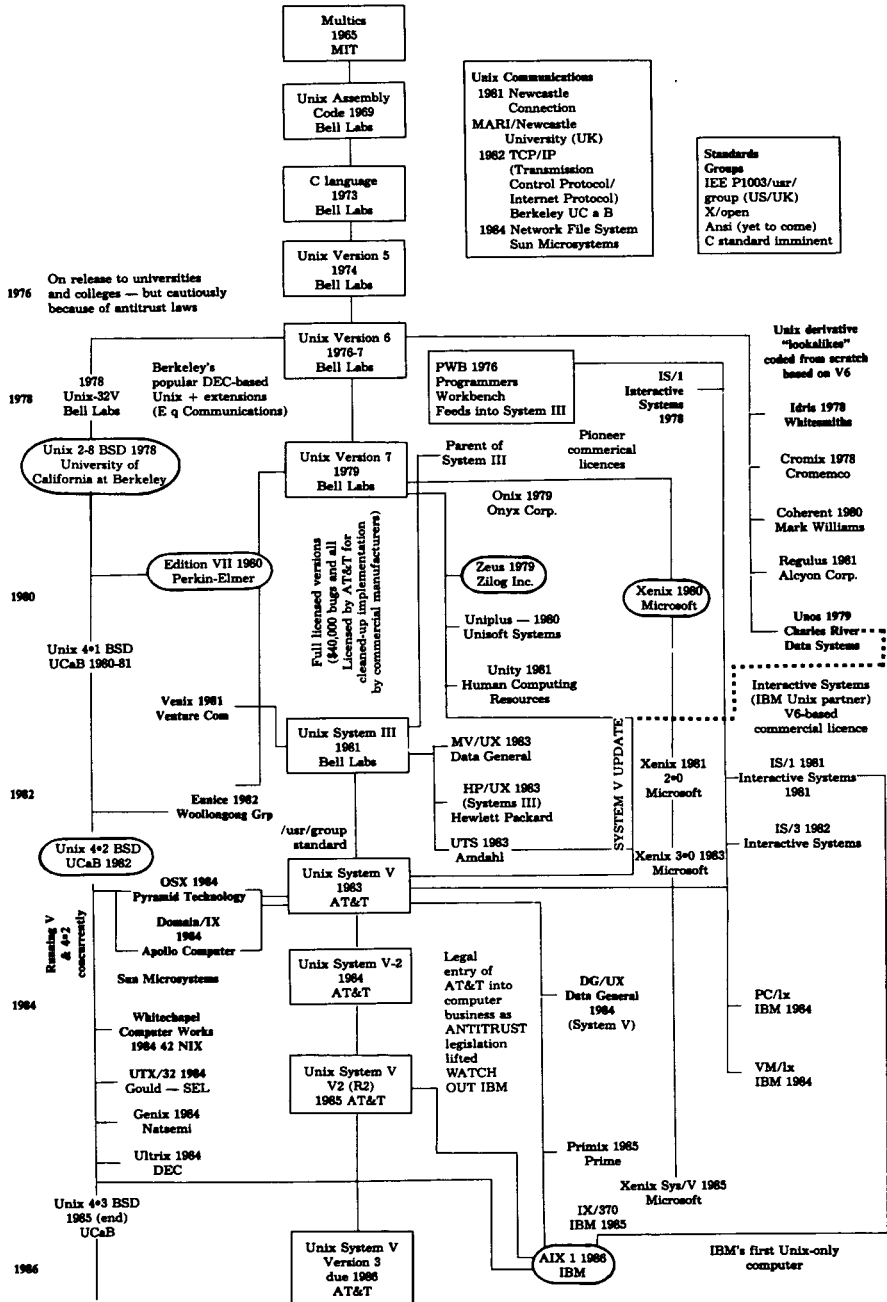 Multics
1965
MIT
Unix Assembly
Code 1969
Bell Labs
Unix Communications
1981 Newcastle
Connection
MARI/Newcastle
University (UK)
1982 TCP/IP
(Transmission
Control Protocol/
Internet Protocol)
Berkeley UC a B
1984 Network File System
Sun Microsystems
Standards
Groups
IEE P1003/usr/
group (US/UK)
X/open
Ansi (yet to come)
C standard imminent
C language
1973
Bell Labs
Unix Version 5
1974
Bell Labs
1976
On release to universities
and colleges — but cautiously
because of antitrust laws
Unix Version 6
1976-7
Bell Labs
Unix derivative
"lookalikes"
coded from scratch
based on V6
1978
1978
Unix-32V
Bell Labs
Berkeley's
popular DEC-based
Unix + extensions
(E q Communications)
PWB 1976
Programmers
Workbench
Feeds into System III
IS/1
Interactive
Systems
1978
Idris 1978
Whitesmiths
Unix 2-8 BSD 1978
University of
California at Berkeley
Unix Version 7
1979
Bell Labs
Parent of
System III
Pioneer
commerical
licences
Cromix 1978
Cromemco
Onix 1979
Onyx Corp.
Coherent 1980
Mark Williams
Edition VII 1980
Perkin-Elmer
Full licensed versions
($40,000 bugs and all
Licensed by AT&T for
cleaned-up implementation
by commercial manufacturers)
Zeus 1979
Zilog Inc.
Xenix 1980
Microsoft
Regulus 1981
Alcyon Corp.
1980
Uniplus — 1980
Unisoft Systems
Unos 1979
Charles River
Data Systems
Unix 4•1 BSD
UCaB 1980-81
Unity 1981
Human Computing
Resources
Interactive Systems
(IBM Unix partner)
V6-based
commercial licence
Venix 1981
Venture Com
Unix System III
1981
Bell Labs
MV/UX 1983
Data General
SYSTEM V UPDATE
Xenix 1981
2•0
Microsoft
IS/1 1981
Interactive Systems
1981
1982
Eunice 1982
Woollongong Grp
HP/UX 1983
(Systems III)
Hewlett Packard
/usr/group
standard
UTS 1983
Amdahl
Xenix 3•0 1983
Microsoft
IS/3 1982
Interactive Systems
Unix 4•2 BSD
UCaB 1982
Unix System V
1983
AT&T
OSX 1984
Pyramid Technology
Running V
& 4•2
concurrently
Domain/IX
1984
Apollo Computer
Sun Microsystems
Unix System V-2
1984
AT&T
Legal
entry of
AT&T into
computer
business as
ANTITRUST
legislation
lifted
WATCH
OUT IBM
DG/UX
Data General
1984
(System V)
PC/lx
IBM 1984
1984
Whitechapel
Computer Works
1984 42 NIX
UTX/32 1984
Gould — SEL
Unix System V
V2 (R2)
1985 AT&T
VM/lx
IBM 1984
Genix 1984
Natsemi
Ultrix 1984
DEC
Primix 1985
Prime
Xenix Sys/V 1985
Microsoft
Unix 4•3 BSD
1985 (end)
UCaB
IX/370
IBM 1985
1986
Unix System V
Version 3
due 1986
AT&T
AIX 1 1986
IBM
IBM's first Unix-only
computer